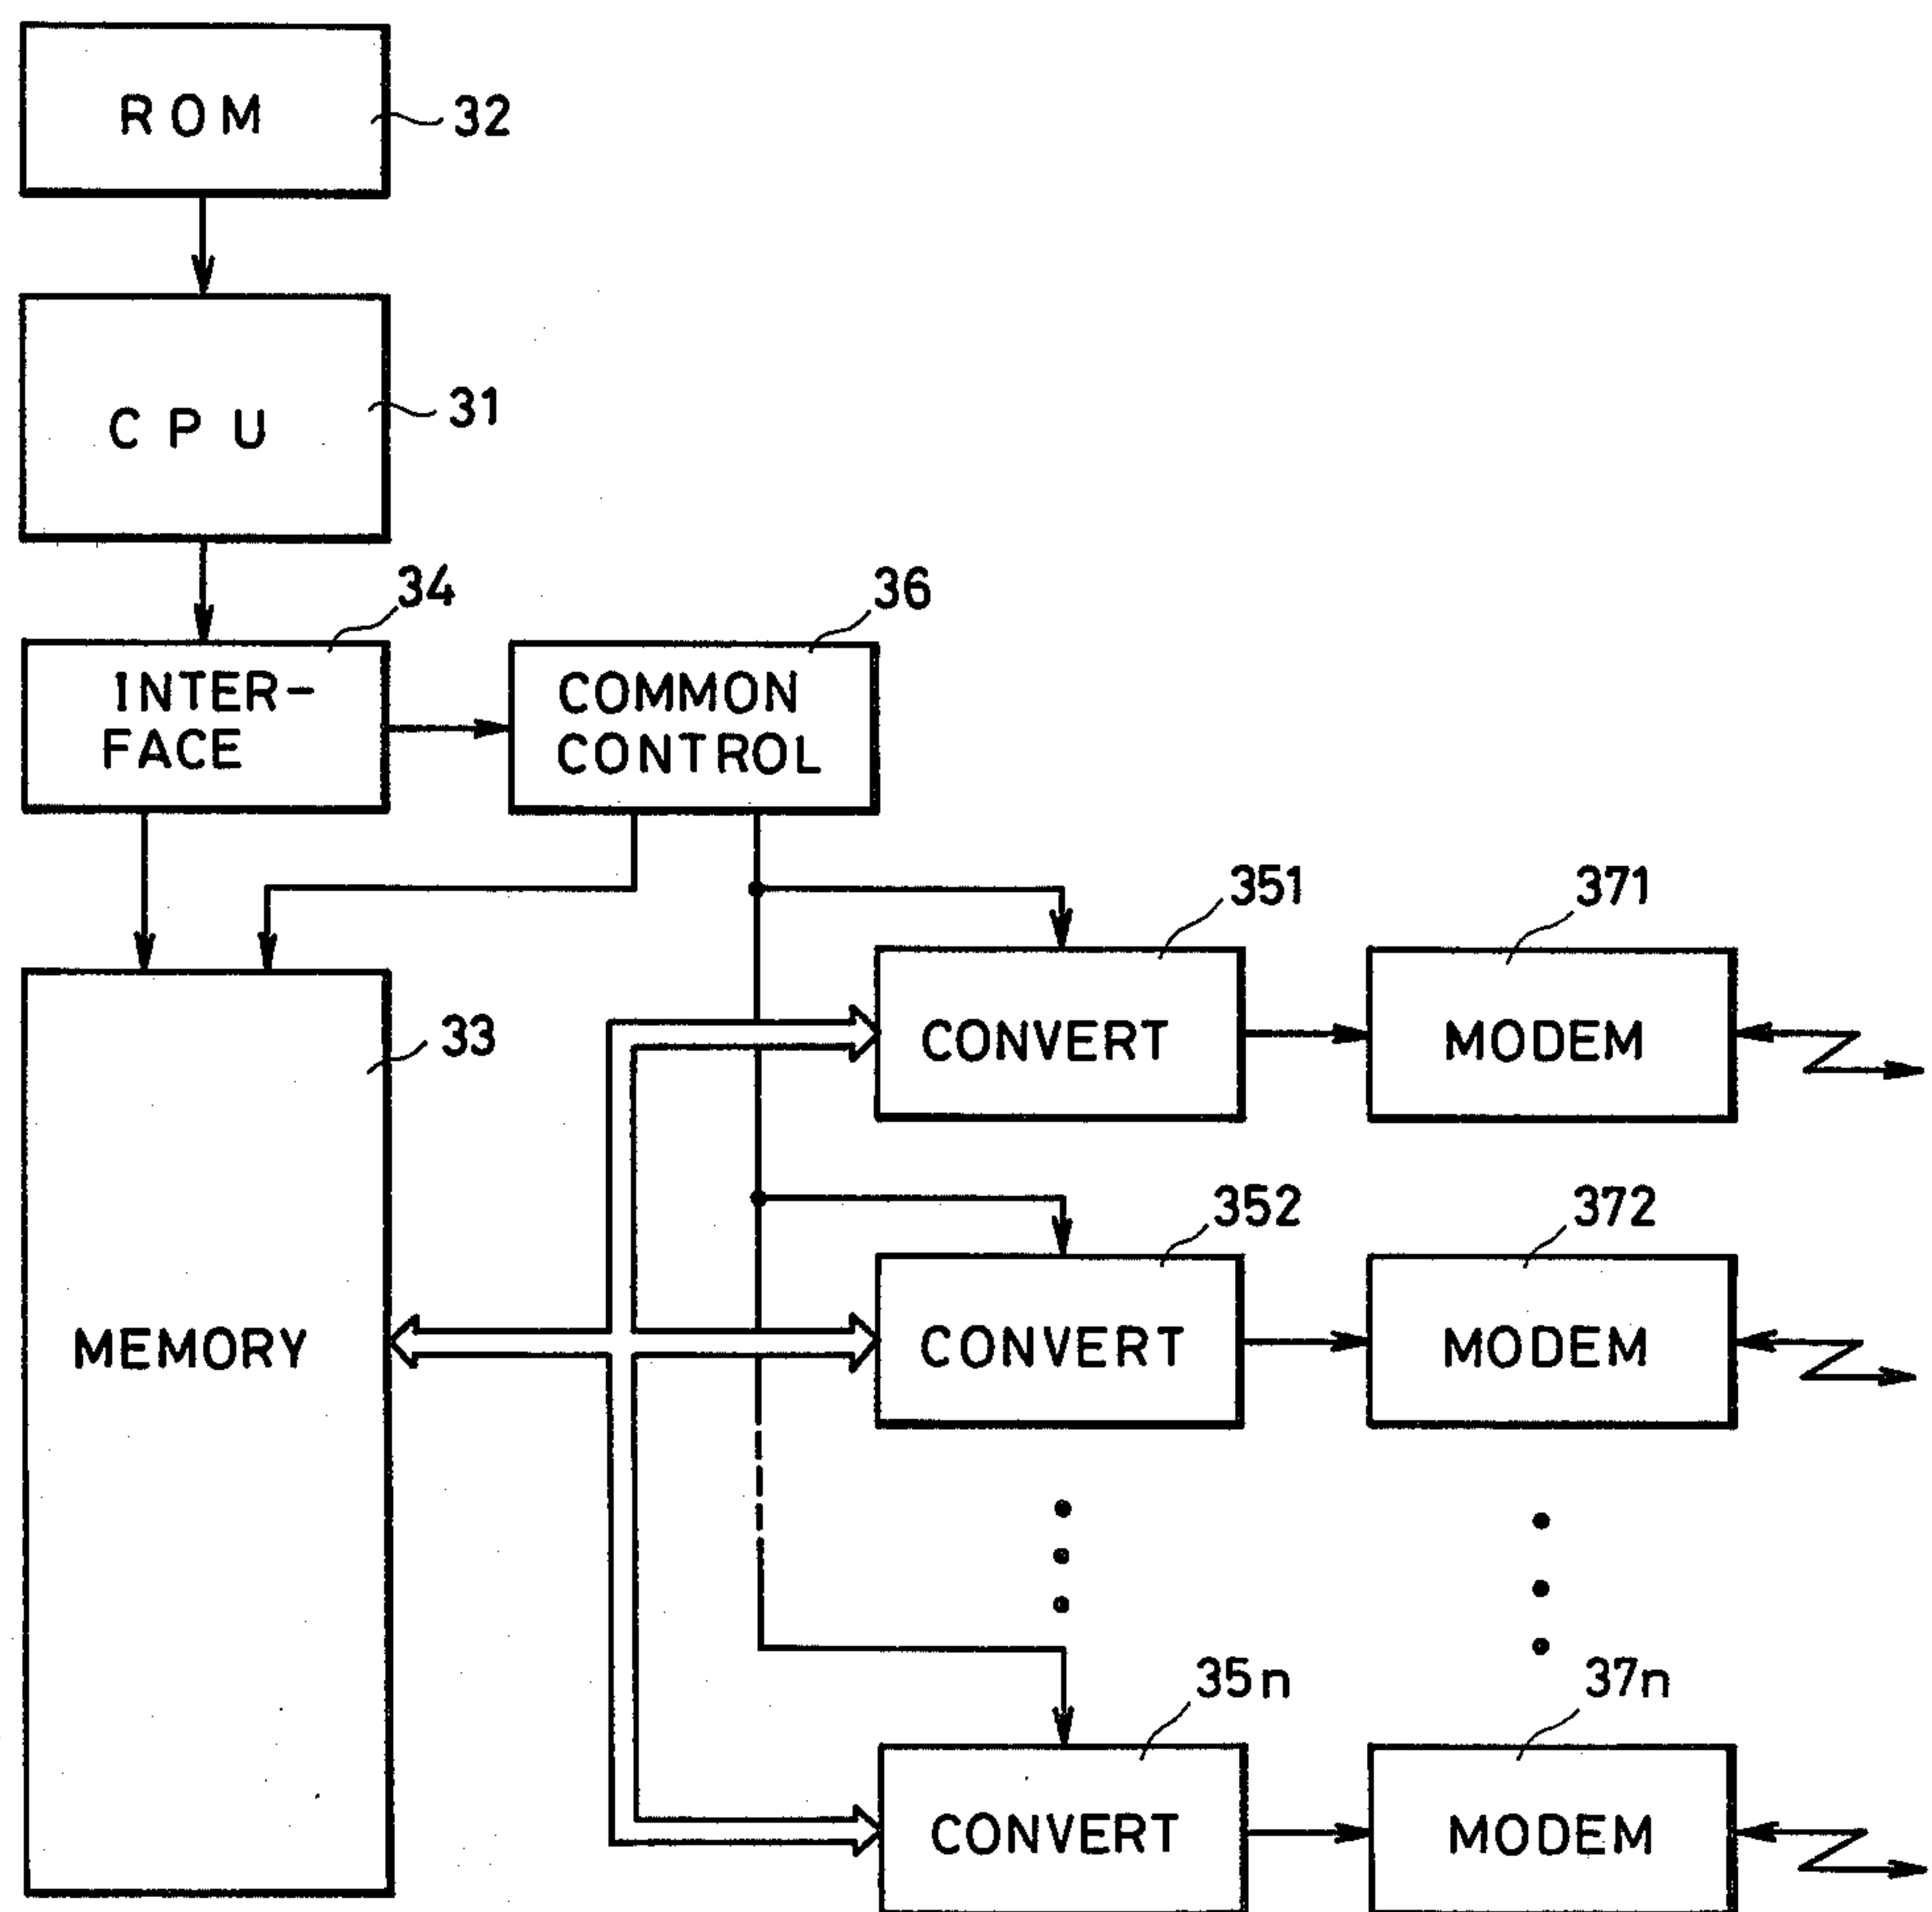 ROM
32
CPU
31
34
36
INTER-
FACE
COMMON
CONTROL
351
371
33
CONVERT
MODEM
352
372
MEMORY
CONVERT
MODEM
35n
37n
CONVERT
MODEM